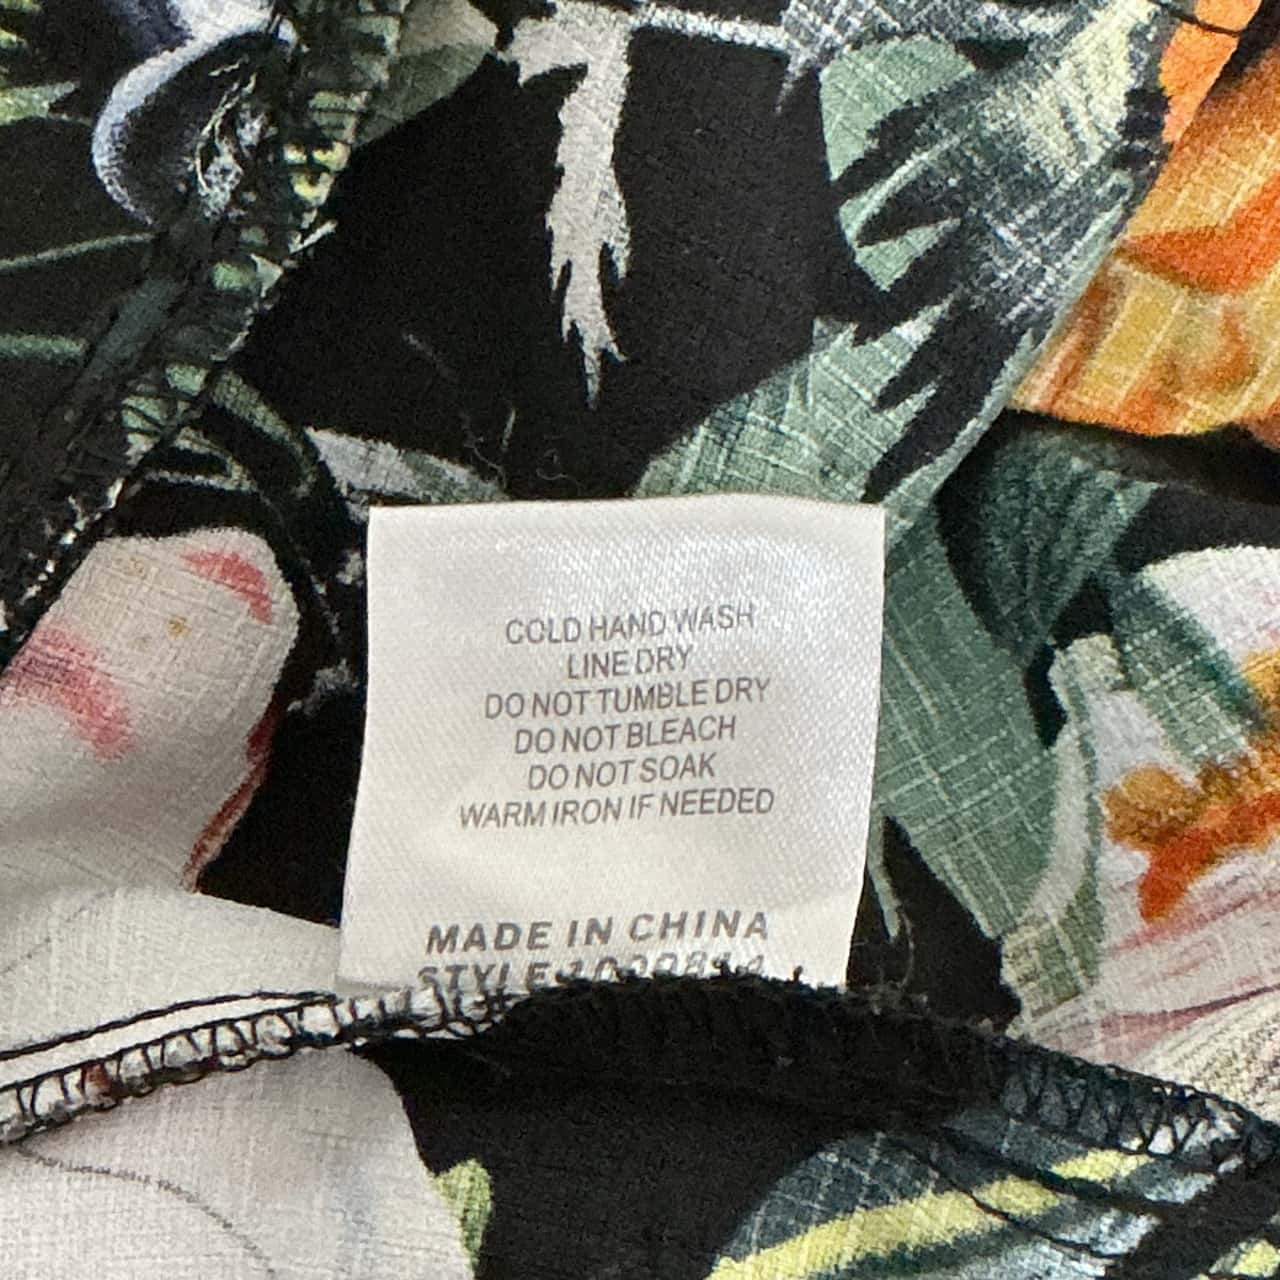 COLD HAND WASH
LINE DRY
DO NOT TUMBLE DRY
DO NOT BLEACH
DO NOT SOAK
WARM IRON IF NEEDED
MADE IN CHINA
STYLE